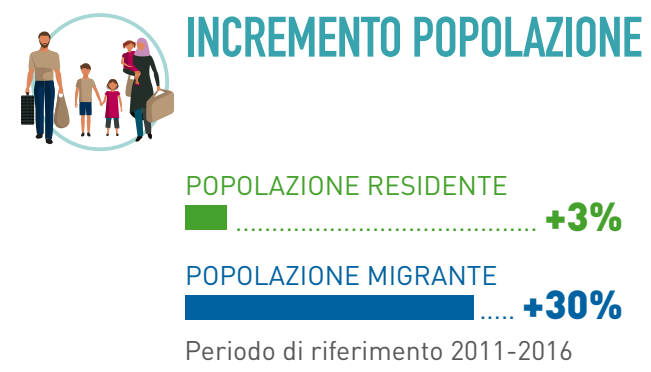 INCREMENTO POPOLAZIONE
POPOLAZIONE RESIDENTE
.......................................... +3%
POPOLAZIONE MIGRANTE
..... +30%
Periodo di riferimento 2011-2016